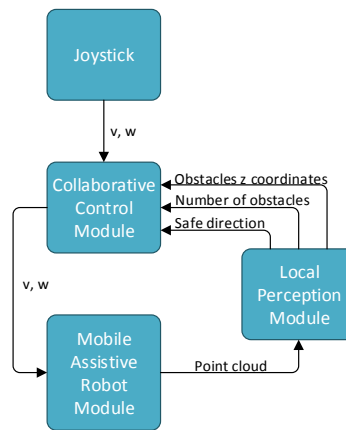 Joystick
v, w
Collaborative
Control
Module
Obstacles z coordinates
Number of obstacles
Safe direction
Local
Perception
Module
v, w
Mobile
Assistive
Robot
Module
Point cloud